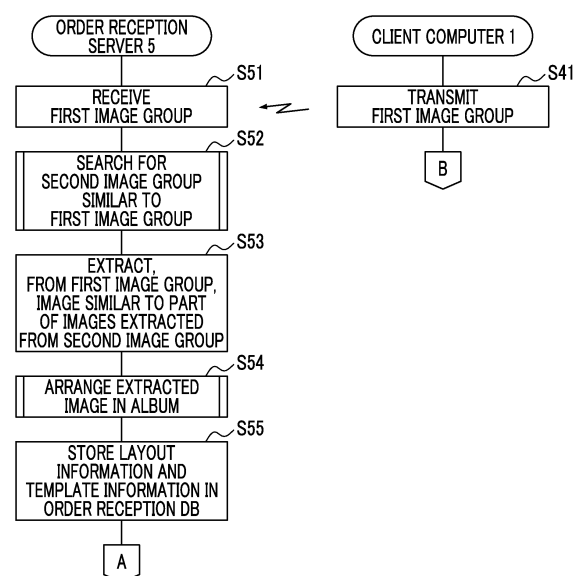 ORDER RECEPTION
SERVER 5
S51
RECEIVE
FIRST IMAGE GROUP
S52
SEARCH FOR
SECOND IMAGE GROUP
SIMILAR TO
FIRST IMAGE GROUP
S53
EXTRACT,
FROM FIRST IMAGE GROUP,
IMAGE SIMILAR TO PART
OF IMAGES EXTRACTED
FROM SECOND IMAGE GROUP
S54
ARRANGE EXTRACTED
IMAGE IN ALBUM
S55
STORE LAYOUT
INFORMATION AND
TEMPLATE INFORMATION IN
ORDER RECEPTION DB
A
CLIENT COMPUTER 1
S41
TRANSMIT
FIRST IMAGE GROUP
B